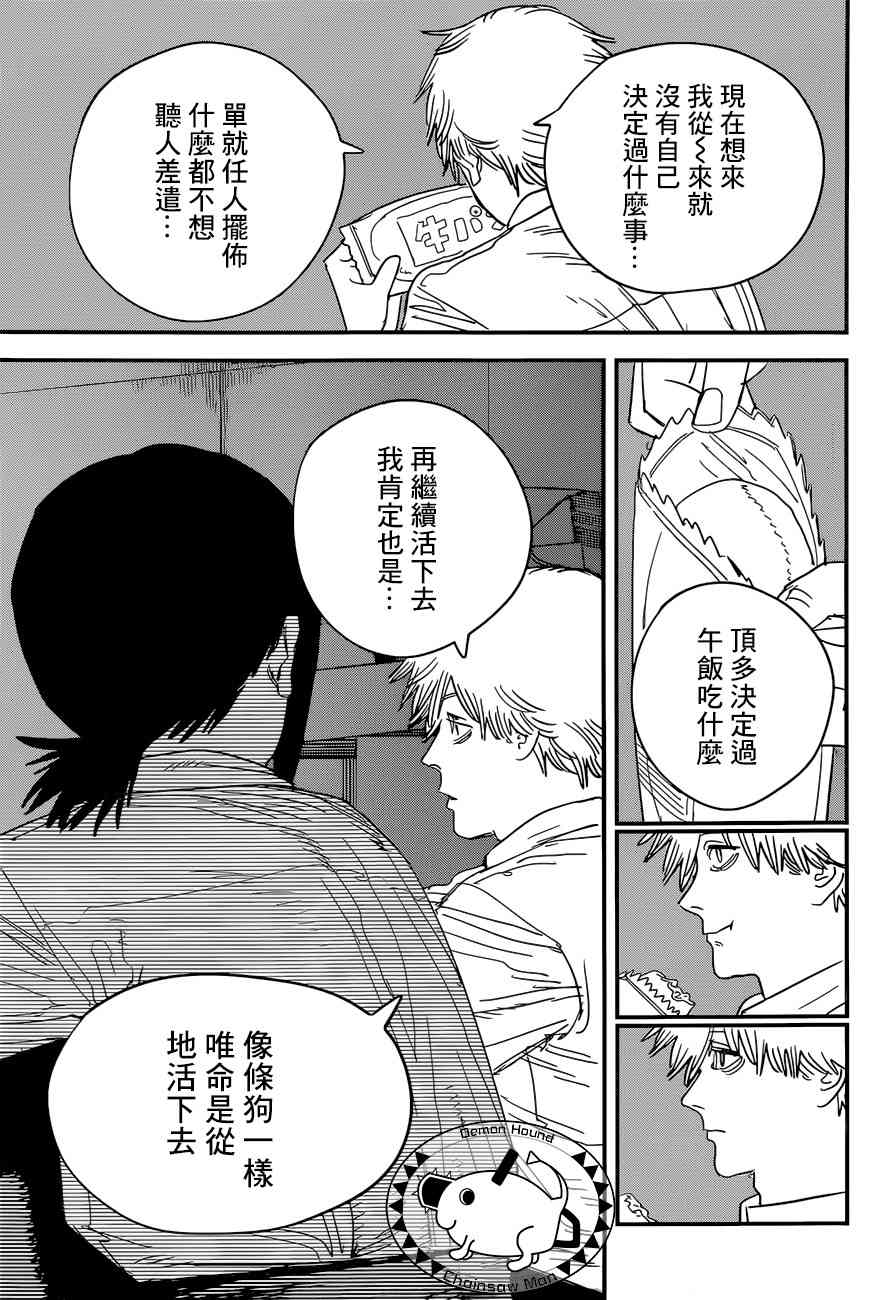 現在想來
我從~來就
沒有自己
決定過什麼事…
單就任人擺佈
什麼都不想
聽人差遣…
牛バ
頂多決定過
午飯吃什麼
再繼續活下去
我肯定也是…
像條狗一樣
唯命是從
地活下去
Demon Hound
Chainsaw Man